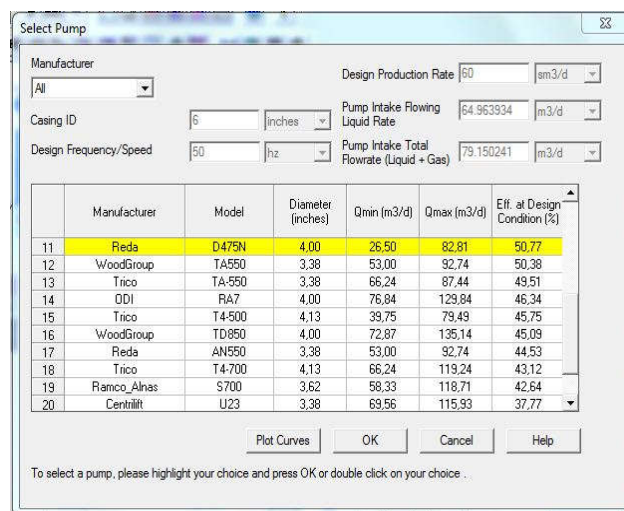 Select Pump
Manufacturer
All
Design Production Rate 60 sm3/d
Casing ID 6 inches
Pump Intake Flowing
Liquid Rate 64.963934 m3/d
Design Frequency/Speed 50 hz
Pump Intake Total
Flowrate (Liquid + Gas) 79.150241 m3/d
Manufacturer Model Diameter (inches) Qmin (m3/d) Qmax (m3/d) Eff. at Design Condition (%)
11 Reda D475N 4,00 26,50 82,81 50,77
12 WoodGroup TA550 3,38 53,00 92,74 50,38
13 Trico TA-550 3,38 66,24 87,44 49,51
14 ODI RA7 4,00 76,84 129,84 46,34
15 Trico T4-500 4,13 39,75 79,49 45,75
16 WoodGroup TD850 4,00 72,87 135,14 45,09
17 Reda AN550 3,38 53,00 92,74 44,53
18 Trico T4-700 4,13 66,24 119,24 43,12
19 Ramco_Alnas S700 3,62 58,33 118,71 42,64
20 Centrilift U23 3,38 69,56 115,93 37,77
Plot Curves OK Cancel Help
To select a pump, please highlight your choice and press OK or double click on your choice .